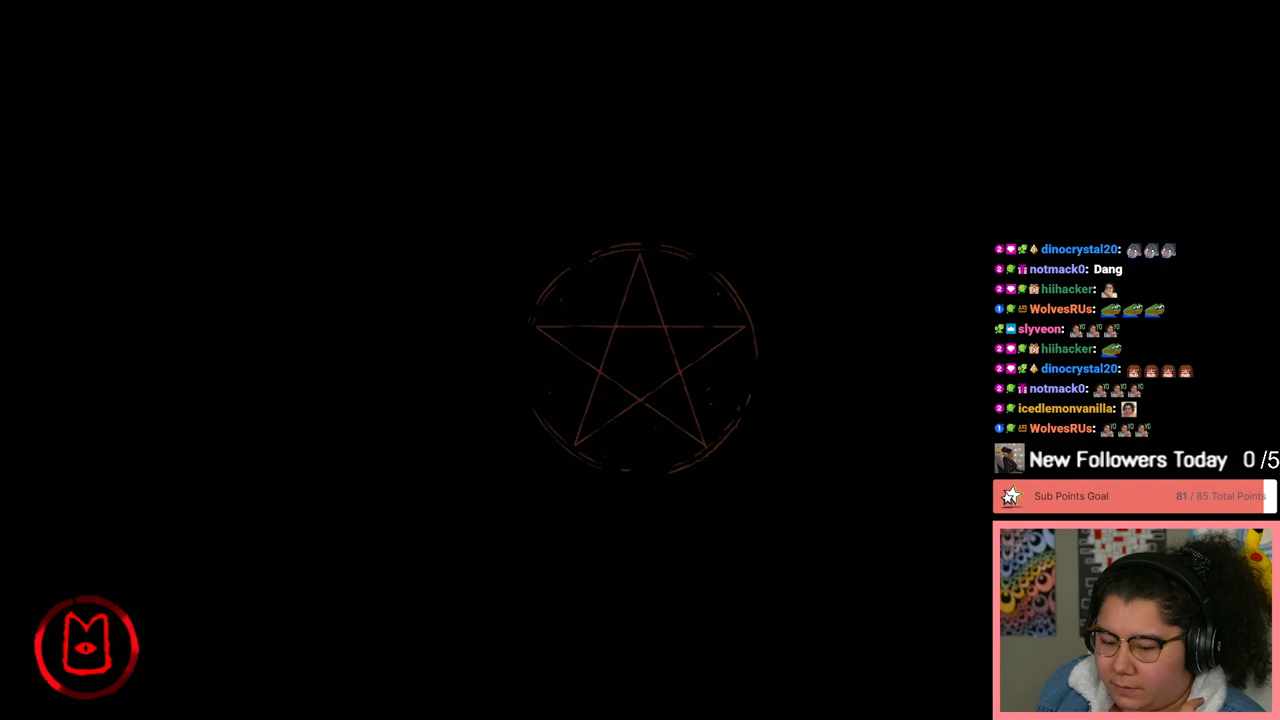 dinocrystal20:
notmack0: Dang
hiihacker:
WolvesRUs:
slyveon:
hiihacker:
dinocrystal20:
notmack0:
icedlemonvanilla:
WolvesRUs:
New Followers Today 0 /5
Sub Points Goal 81 / 85 Total Points